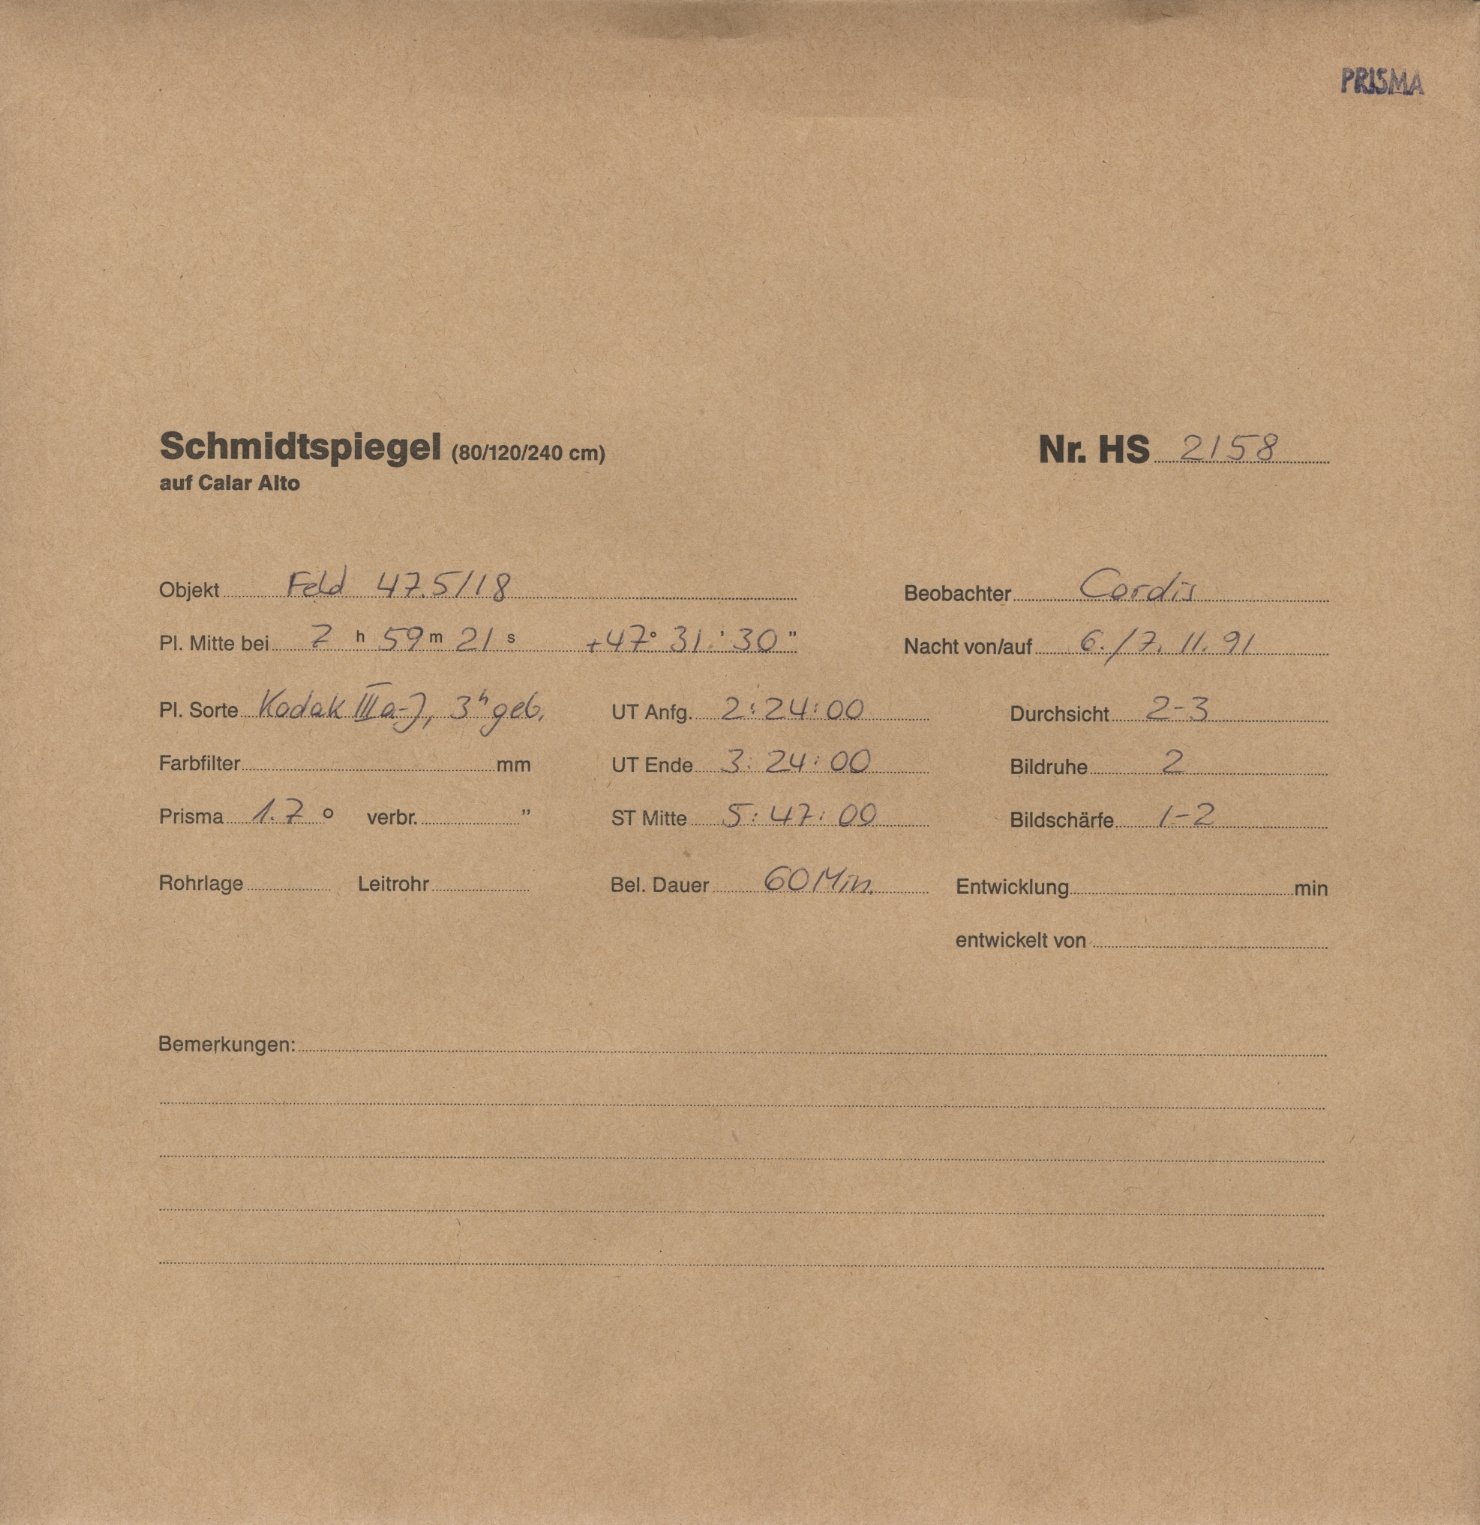 PRISMA
Schmidtspiegel (80/120/240 cm) Nr. HS 2158
auf Calar Alto
Objekt Feld 47.5/18 Beobachter Cordis
Pl. Mitte bei 7 h 59 m 21 s +47° 31' 30" Nacht von/auf 6./7. 11. 91
Pl. Sorte Kodak IIIa-J, 3h geb. UT Anfg. 2:24:00 Durchsicht 2-3
Farbfilter mm UT Ende 3:24:00 Bildruhe 2
Prisma 1.7 ° verbr. " ST Mitte 5:47:00 Bildschärfe 1-2
Rohrlage Leitrohr Bel. Dauer 60 Min. Entwicklung min
entwickelt von
Bemerkungen: